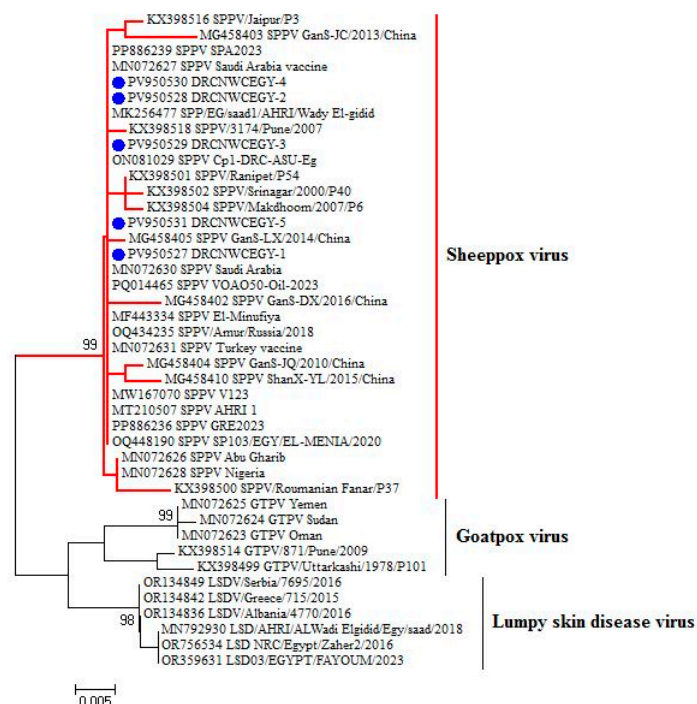 KX398516 SPPV/Jaipur/P3
MG458403 SPPV GanS-JC/2013/China
PP886239 SPPV SPA2023
MN072627 SPPV Saudi Arabia vaccine
PV950530 DRCNWCEGY-4
PV950528 DRCNWCEGY-2
MK256477 SPP/EG/saad1/AHRI/Wady El-gidid
KX398518 SPPV/3174/Pune/2007
PV950529 DRCNWCEGY-3
ON081029 SPPV Cp1-DRC-ASU-Eg
KX398501 SPPV/Ranipet/P54
KX398502 SPPV/Srinagar/2000/P40
KX398504 SPPV/Makdhoom/2007/P6
PV950531 DRCNWCEGY-5
MG458405 SPPV GanS-LX/2014/China
PV950527 DRCNWCEGY-1
MN072630 SPPV Saudi Arabia
PQ014465 SPPV VOAO50-Oil-2023
MG458402 SPPV GanS-DX/2016/China
MF443334 SPPV El-Minufiya
OQ434235 SPPV/Amur/Russia/2018
MN072631 SPPV Turkey vaccine
MG458404 SPPV GanS-JQ/2010/China
MG458410 SPPV ShanX-YL/2015/China
MW167070 SPPV V123
MT210507 SPPV AHRI 1
PP886236 SPPV GRE2023
OQ448190 SPPV SP103/EGY/EL-MENIA/2020
MN072626 SPPV Abu Gharib
MN072628 SPPV Nigeria
KX398500 SPPV/Roumanian Fanar/P37
99
Sheeppox virus
MN072625 GTPV Yemen
MN072624 GTPV Sudan
MN072623 GTPV Oman
KX398514 GTPV/871/Pune/2009
KX398499 GTPV/Uttarkashi/1978/P101
99
Goatpox virus
OR134849 LSDV/Serbia/7695/2016
OR134842 LSDV/Greece/715/2015
OR134836 LSDV/Albania/4770/2016
MN792930 LSD/AHRI/ALWadi Elgidid/Egy/saad/2018
OR756534 LSD NRC/Egypt/Zaher2/2016
OR359631 LSD03/EGYPT/FAYOUM/2023
98
Lumpy skin disease virus
0.005